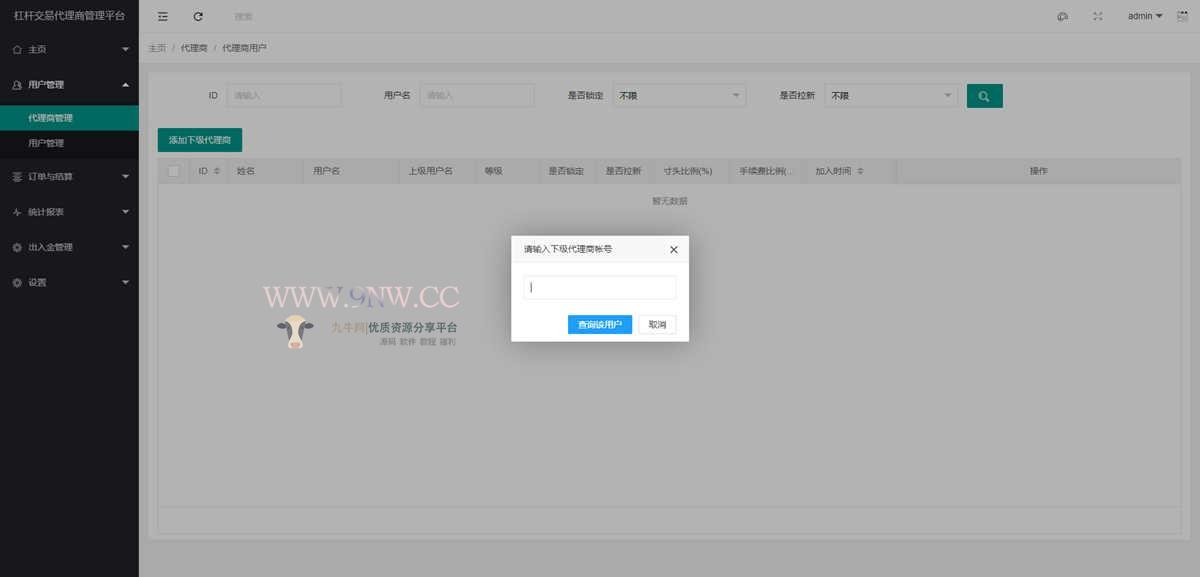 杠杆交易代理商管理平台
搜索
admin
主页
主页 / 代理商 / 代理商用户
用户管理
代理商管理
用户管理
订单与结算
统计报表
出入金管理
设置
ID 请输入 用户名 请输入 是否锁定 不限 是否拉新 不限
添加下级代理商
ID 姓名 用户名 上级用户名 等级 是否锁定 是否拉新 寸头比例(%) 手续费比例(... 加入时间 操作
暂无数据
请输入下级代理商帐号
查询该用户 取消
WWW.9NW.CC
九牛网|优质资源分享平台
源码 软件 教程 福利